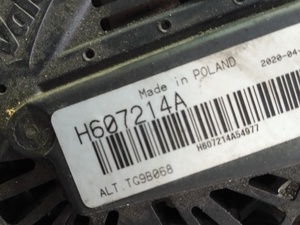 Made in POLAND
2020-04-
H607214A
H607214A54977
ALT.TG9B068